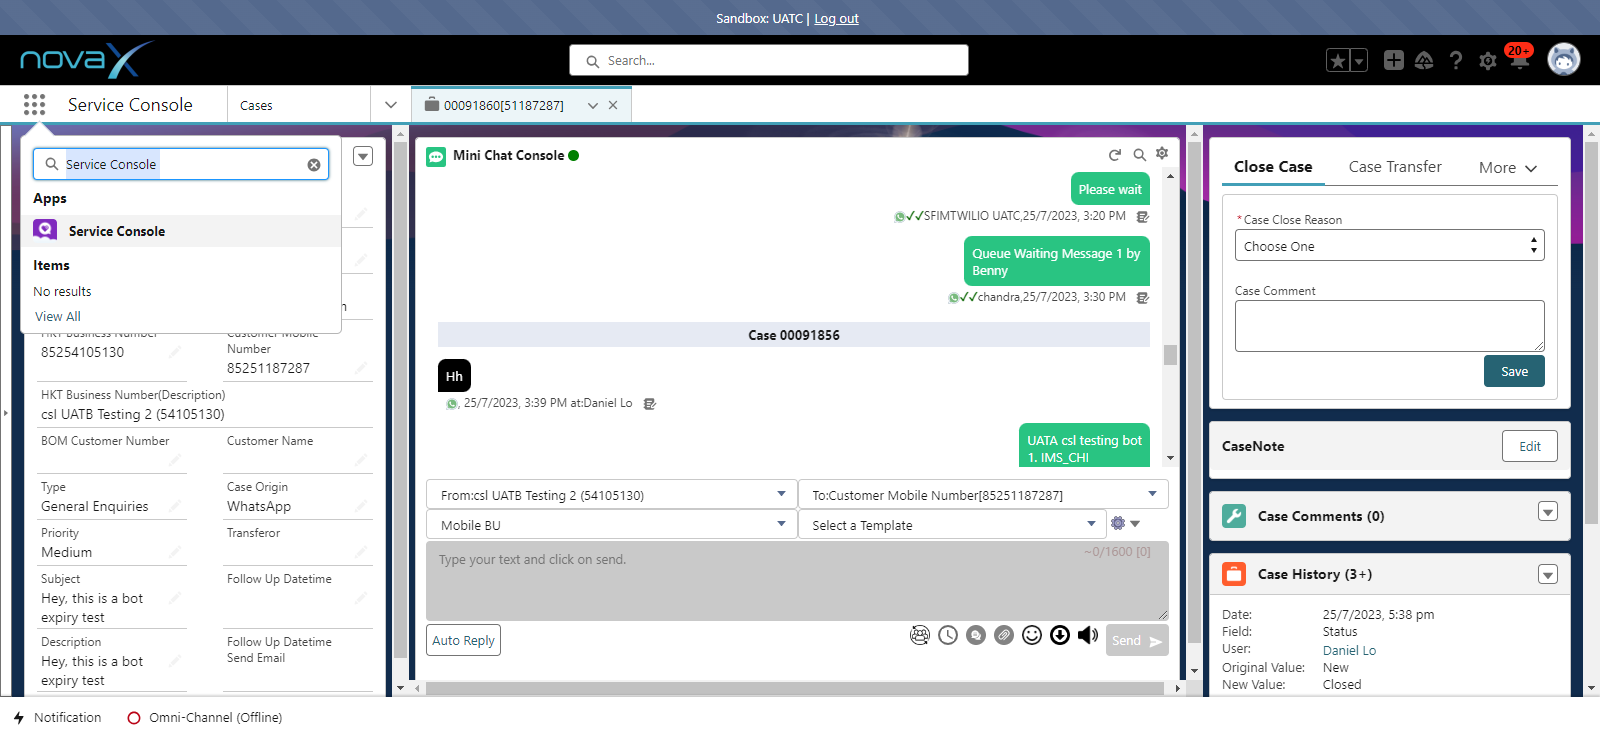 Sandbox: UATC | Log out
novaX
Search...
20+
Service Console
Cases
00091860[51187287]
Service Console
Apps
Service Console
Items
No results
View All
HKT Business Number
85254105130
Customer Mobile
Number
85251187287
HKT Business Number(Description)
csl UATB Testing 2 (54105130)
BOM Customer Number
Customer Name
Type
General Enquiries
Case Origin
WhatsApp
Priority
Medium
Transferor
Subject
Hey, this is a bot
expiry test
Follow Up Datetime
Description
Hey, this is a bot
expiry test
Follow Up Datetime
Send Email
Mini Chat Console
Please wait
SFIMTWILIO UATC,25/7/2023, 3:20 PM
Queue Waiting Message 1 by
Benny
chandra,25/7/2023, 3:30 PM
Case 00091856
Hh
, 25/7/2023, 3:39 PM at:Daniel Lo
UATA csl testing bot
1. IMS_CHI
From:csl UATB Testing 2 (54105130)
To:Customer Mobile Number[85251187287]
Mobile BU
Select a Template
Type your text and click on send.
~0/1600 [0]
Auto Reply
Send
Close Case
Case Transfer
More
*Case Close Reason
Choose One
Case Comment
Save
CaseNote
Edit
Case Comments (0)
Case History (3+)
Date: 25/7/2023, 5:38 pm
Field: Status
User: Daniel Lo
Original Value: New
New Value: Closed
Notification
Omni-Channel (Offline)